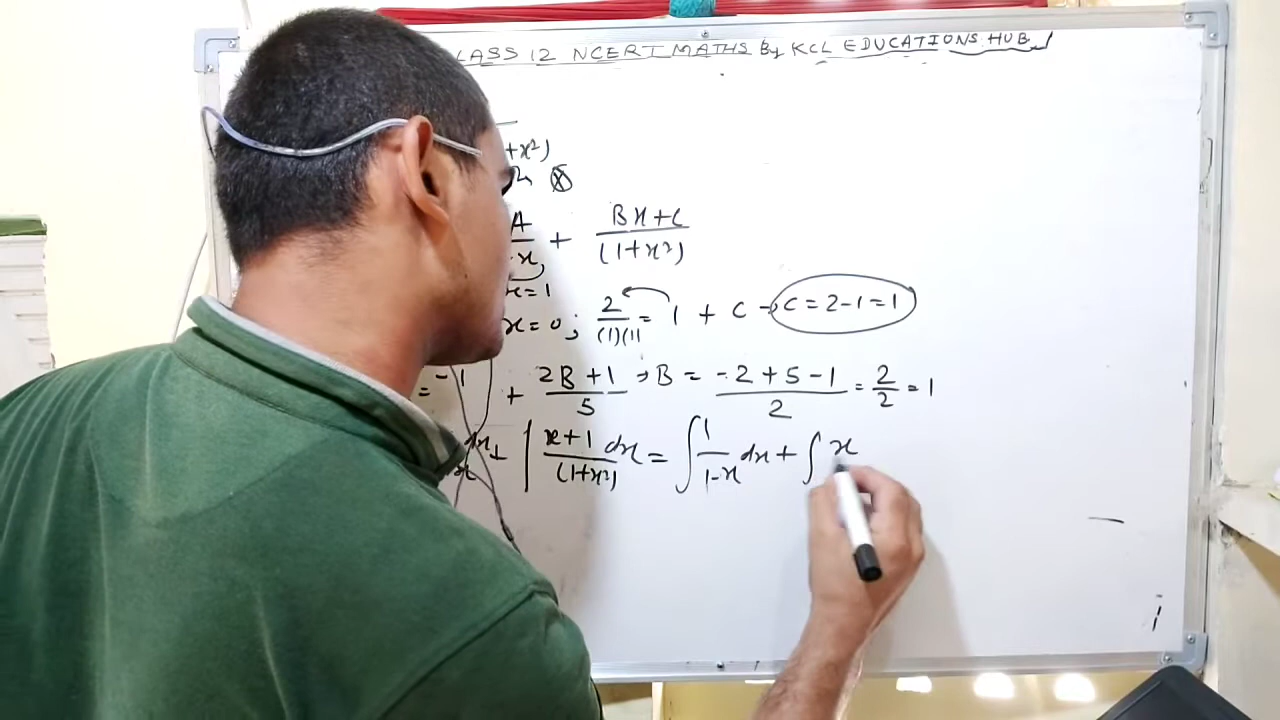 LASS 12 NCERT MATHS By KCL EDUCATIONS HUB
+x²)
A/-x + Bx+C/(1+x²)
x=1
x=0; 2/(1)(1) = 1 + C → C = 2-1 = 1
= -1 + 2B+1/5 → B = -2+5-1/2 = 2/2 = 1
dx + ∫ x+1/(1+x²) dx = ∫ 1/1-x dx + ∫ x